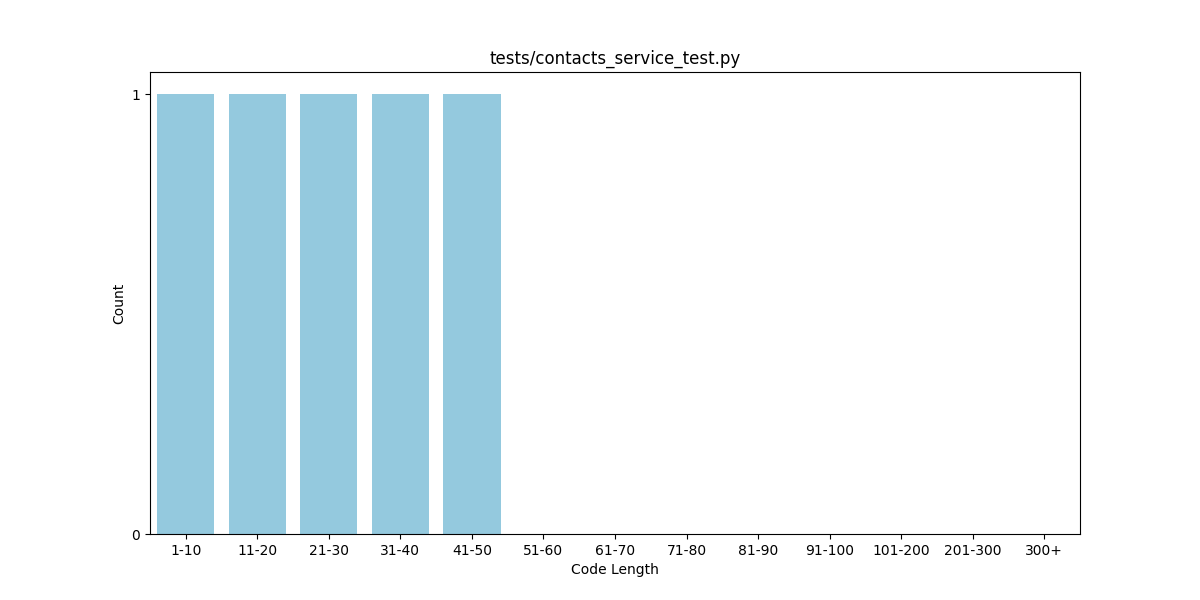 tests/contacts_service_test.py
1
Count
0
1-10 11-20 21-30 31-40 41-50 51-60 61-70 71-80 81-90 91-100 101-200 201-300 300+
Code Length